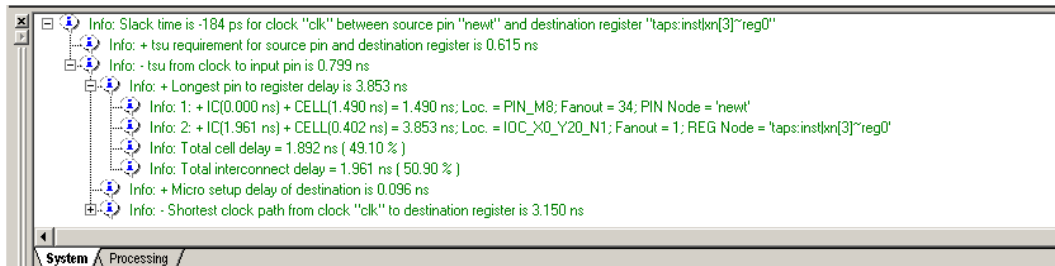 Info: Slack time is -184 ps for clock "clk" between source pin "newt" and destination register "taps:inst|xn[3]~reg0"
Info: + tsu requirement for source pin and destination register is 0.615 ns
Info: - tsu from clock to input pin is 0.799 ns
Info: + Longest pin to register delay is 3.853 ns
Info: 1: + IC(0.000 ns) + CELL(1.490 ns) = 1.490 ns; Loc. = PIN_M8; Fanout = 34; PIN Node = 'newt'
Info: 2: + IC(1.961 ns) + CELL(0.402 ns) = 3.853 ns; Loc. = IOC_X0_Y20_N1; Fanout = 1; REG Node = 'taps:inst|xn[3]~reg0'
Info: Total cell delay = 1.892 ns ( 49.10 % )
Info: Total interconnect delay = 1.961 ns ( 50.90 % )
Info: + Micro setup delay of destination is 0.096 ns
Info: - Shortest clock path from clock "clk" to destination register is 3.150 ns
System Processing